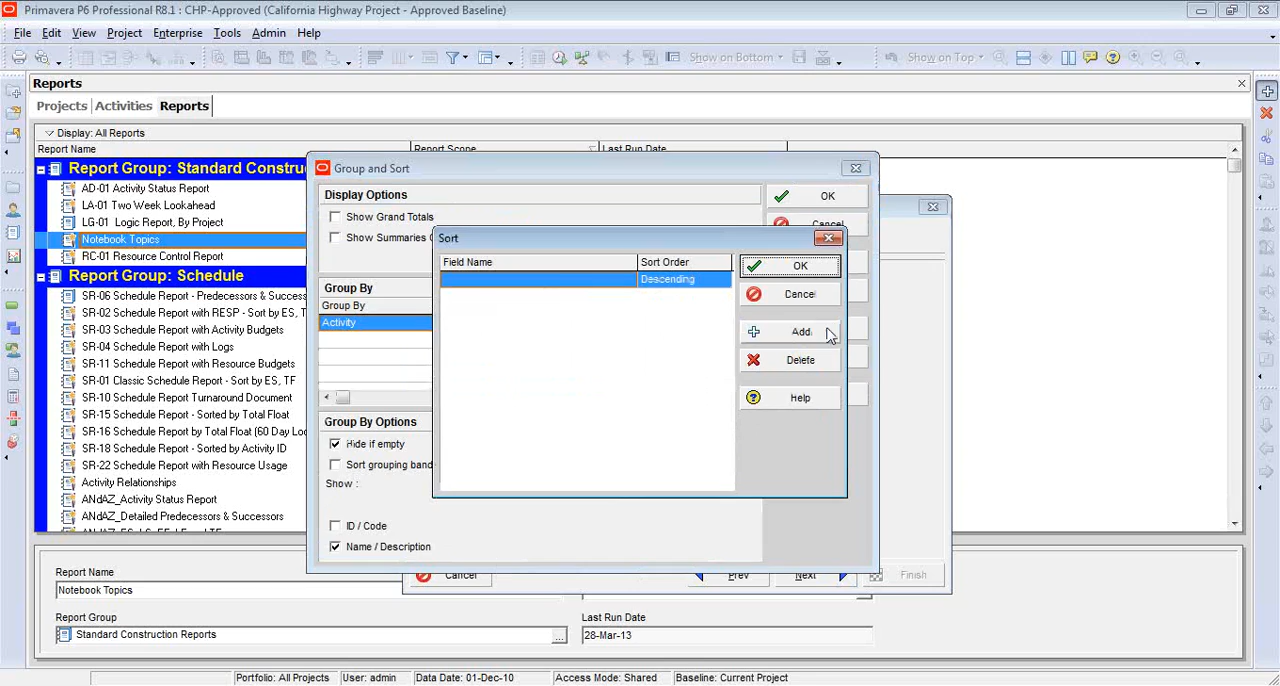 Primavera P6 Professional R8.1 : CHP-Approved (California Highway Project - Approved Baseline)
File Edit View Project Enterprise Tools Admin Help
Show on Bottom
Show on Top
Reports
Projects Activities Reports
Display: All Reports
Report Name Report Scope Last Run Date
Report Group: Standard Constru
AD-01 Activity Status Report
LA-01 Two Week Lookahead
LG-01 Logic Report, By Project
Notebook Topics
RC-01 Resource Control Report
Report Group: Schedule
SR-06 Schedule Report - Predecessors & Success
SR-02 Schedule Report with RESP - Sort by ES,
SR-03 Schedule Report with Activity Budgets
SR-04 Schedule Report with Logs
SR-11 Schedule Report with Resource Budgets
SR-01 Classic Schedule Report - Sort by ES, TF
SR-10 Schedule Report Turnaround Document
SR-15 Schedule Report - Sorted by Total Float
SR-16 Schedule Report by Total Float (60 Day Lo
SR-18 Schedule Report - Sorted by Activity ID
SR-22 Schedule Report with Resource Usage
Activity Relationships
ANdAZ_Activity Status Report
ANdAZ_Detailed Predecessors & Successors
Group and Sort
Display Options
Show Grand Totals
Show Summaries
OK
Cancel
Group By
Group By
Activity
Group By Options
Hide if empty
Sort grouping band
Show :
ID / Code
Name / Description
Sort
Field Name Sort Order
Descending
OK
Cancel
Add
Delete
Help
Cancel Prev Next Finish
Report Name
Notebook Topics
Report Group Last Run Date
Standard Construction Reports ... 28-Mar-13
Portfolio: All Projects User: admin Data Date: 01-Dec-10 Access Mode: Shared Baseline: Current Project